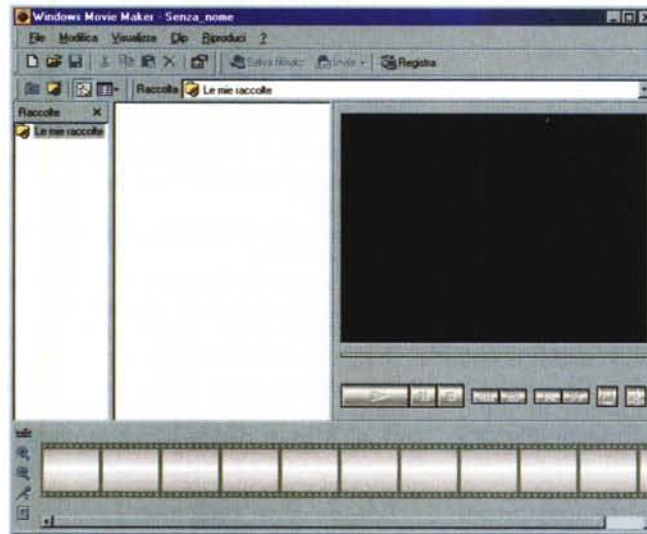 Windows Movie Maker - Senza_nome
File Modifica Visualizza Clip Riproduci ?
Salva filmato Invia Registra
Raccolta Le mie raccolte
Raccolte
Le mie raccolte